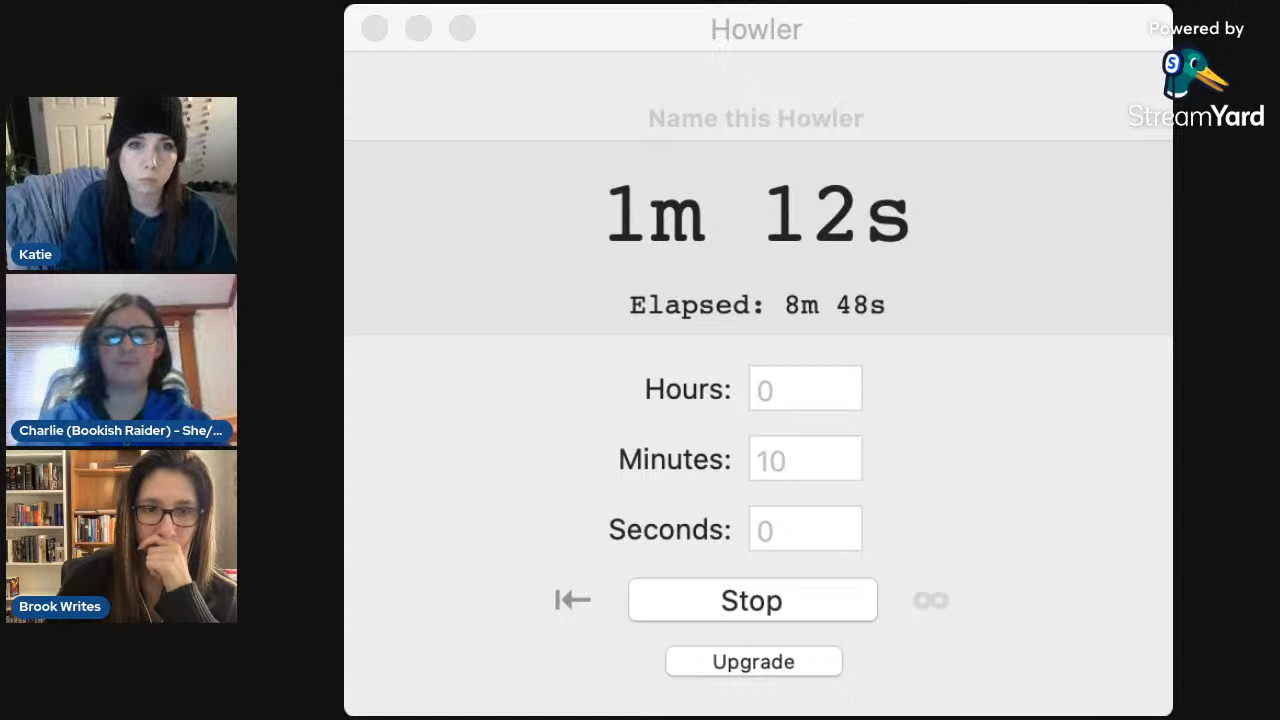 Howler
Powered by
StreamYard
Name this Howler
1m 12s
Elapsed: 8m 48s
Hours: 0
Minutes: 10
Seconds: 0
Stop
Upgrade
Katie
Charlie (Bookish Raider) - She/...
Brook Writes